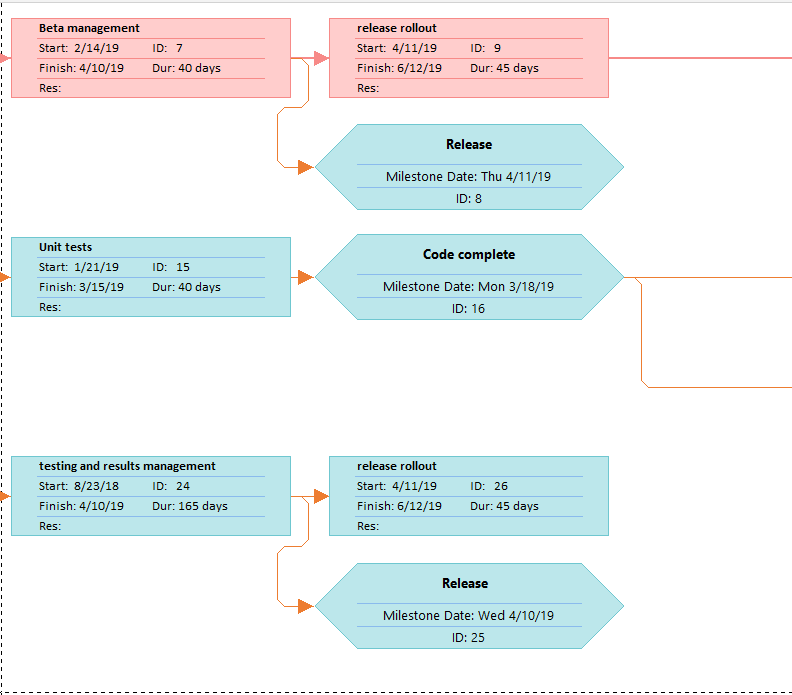 Beta management
Start: 2/14/19 ID: 7
Finish: 4/10/19 Dur: 40 days
Res:
release rollout
Start: 4/11/19 ID: 9
Finish: 6/12/19 Dur: 45 days
Res:
Release
Milestone Date: Thu 4/11/19
ID: 8
Unit tests
Start: 1/21/19 ID: 15
Finish: 3/15/19 Dur: 40 days
Res:
Code complete
Milestone Date: Mon 3/18/19
ID: 16
testing and results management
Start: 8/23/18 ID: 24
Finish: 4/10/19 Dur: 165 days
Res:
release rollout
Start: 4/11/19 ID: 26
Finish: 6/12/19 Dur: 45 days
Res:
Release
Milestone Date: Wed 4/10/19
ID: 25